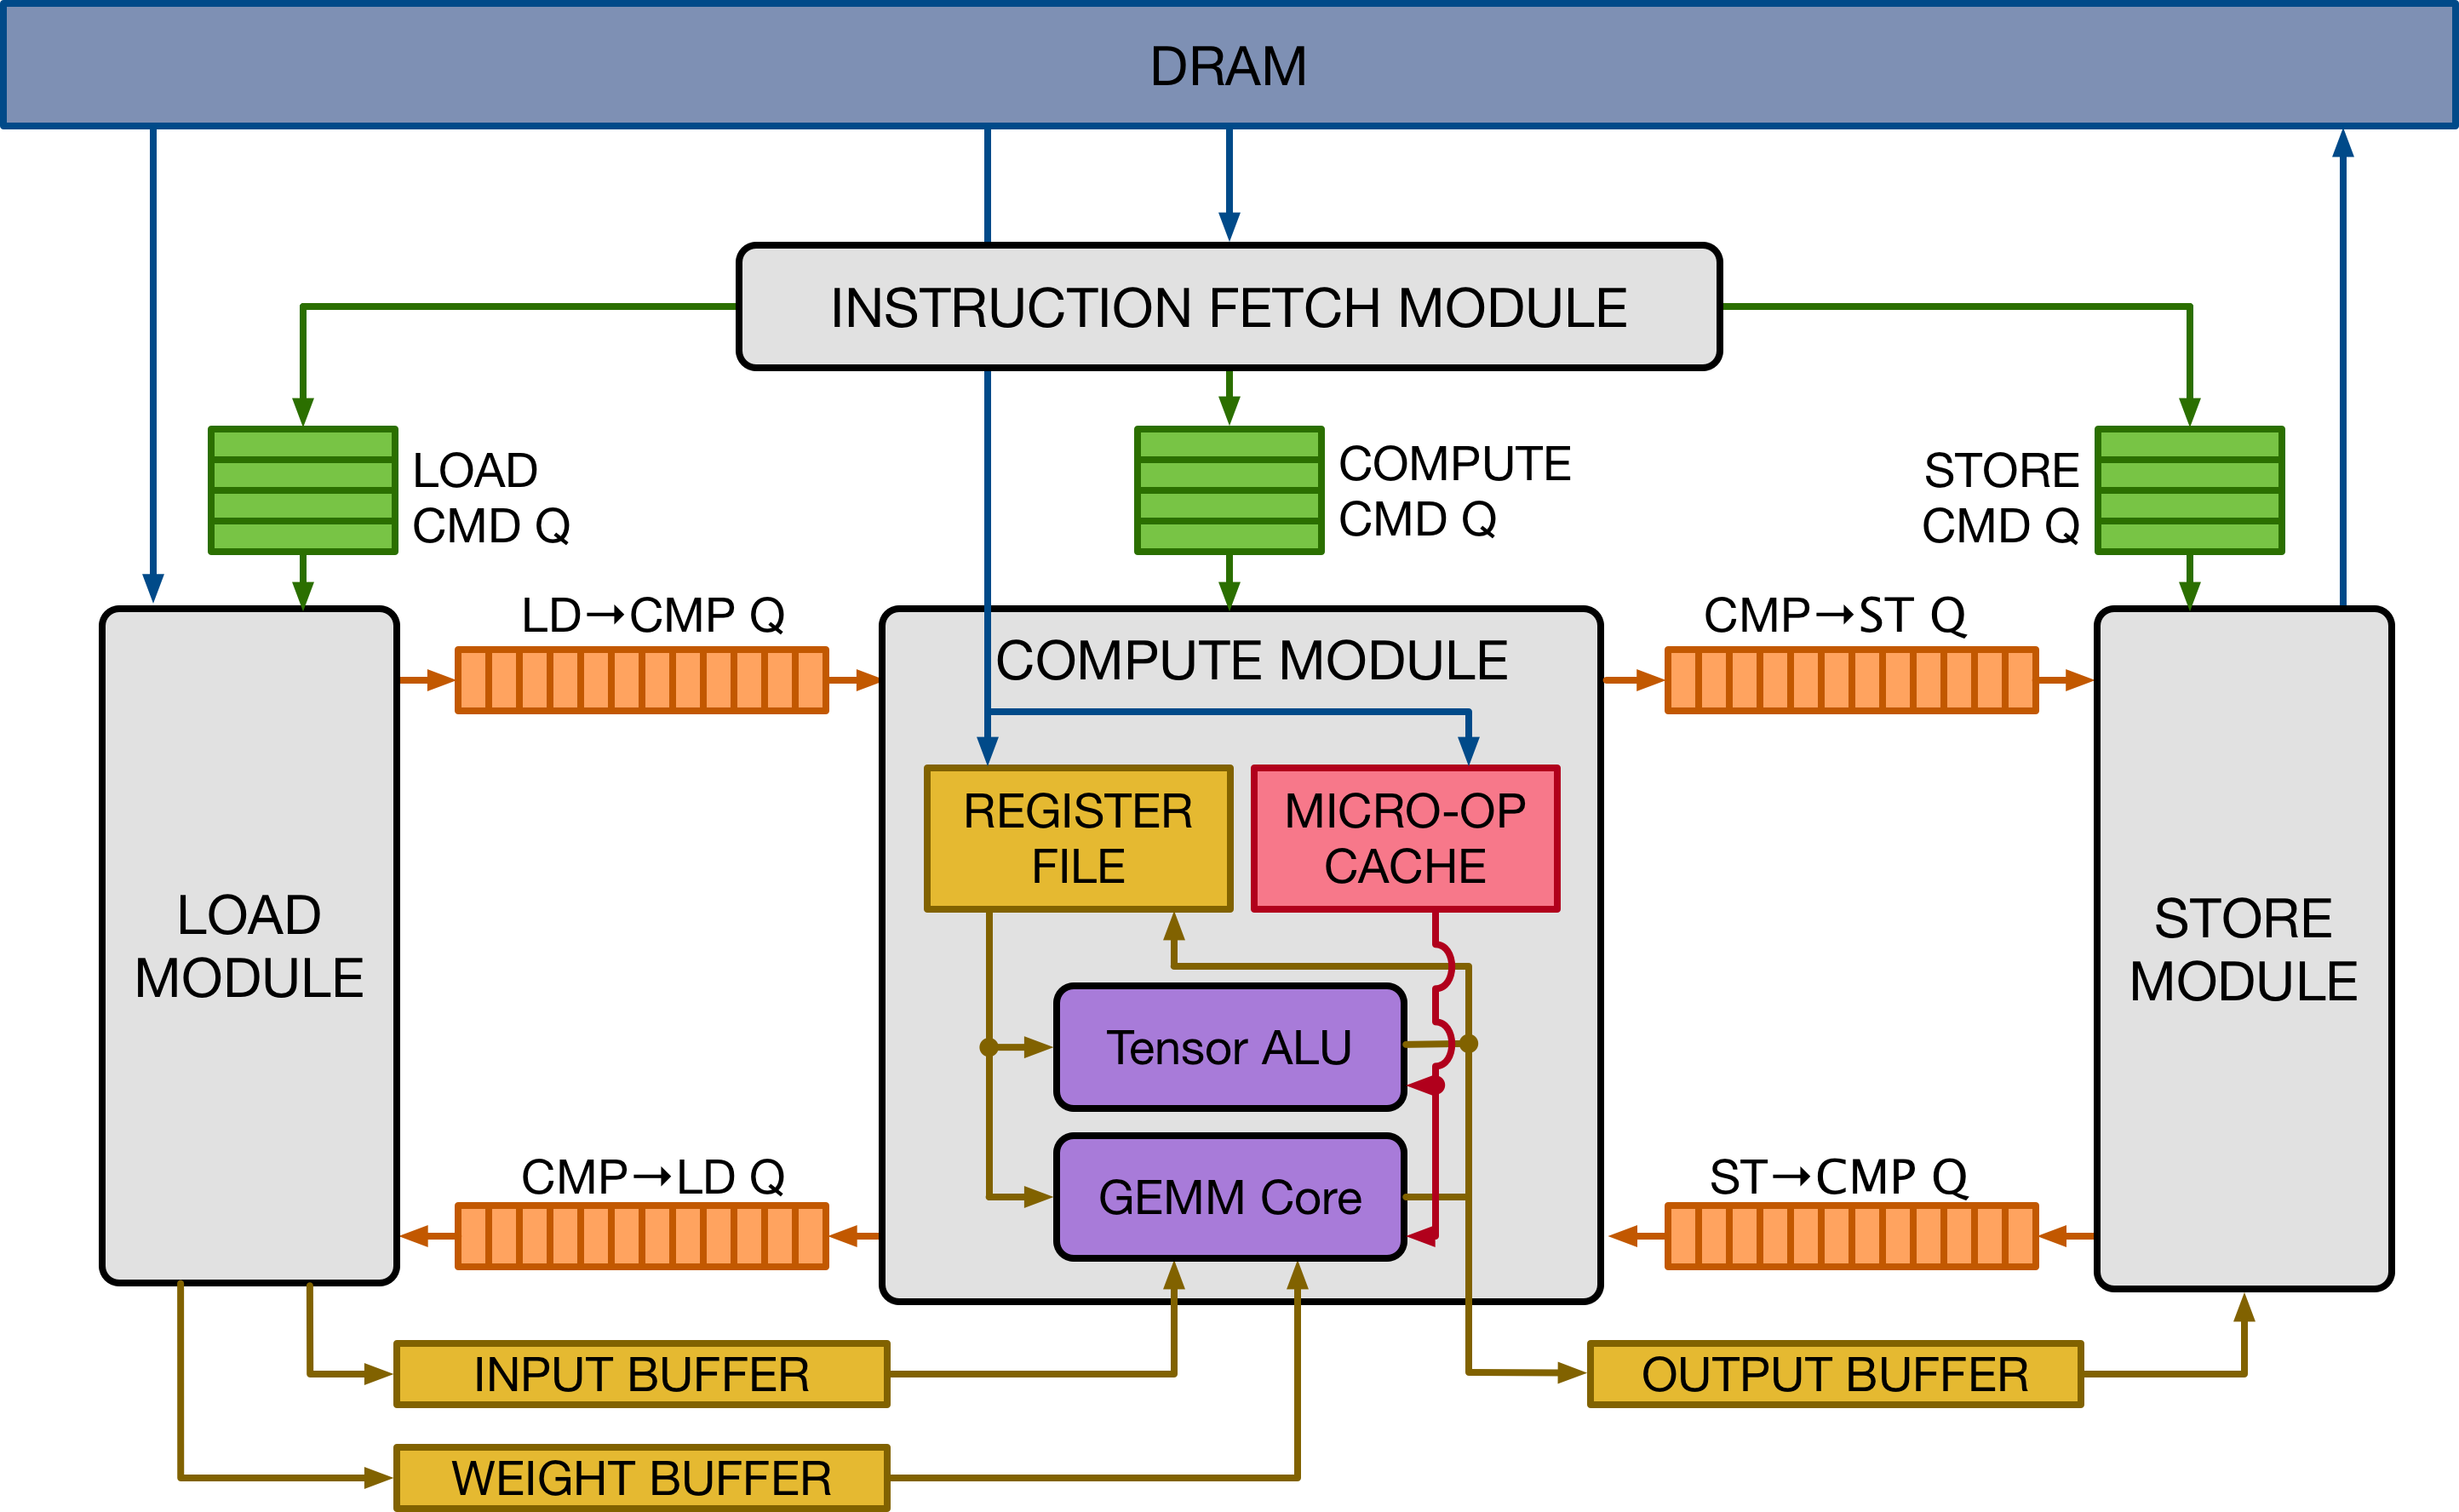 DRAM
INSTRUCTION FETCH MODULE
LOAD
CMD Q
COMPUTE
CMD Q
STORE
CMD Q
LD→CMP Q
CMP→ST Q
COMPUTE MODULE
REGISTER
FILE
MICRO-OP
CACHE
LOAD
MODULE
STORE
MODULE
Tensor ALU
GEMM Core
CMP→LD Q
ST→CMP Q
INPUT BUFFER
OUTPUT BUFFER
WEIGHT BUFFER